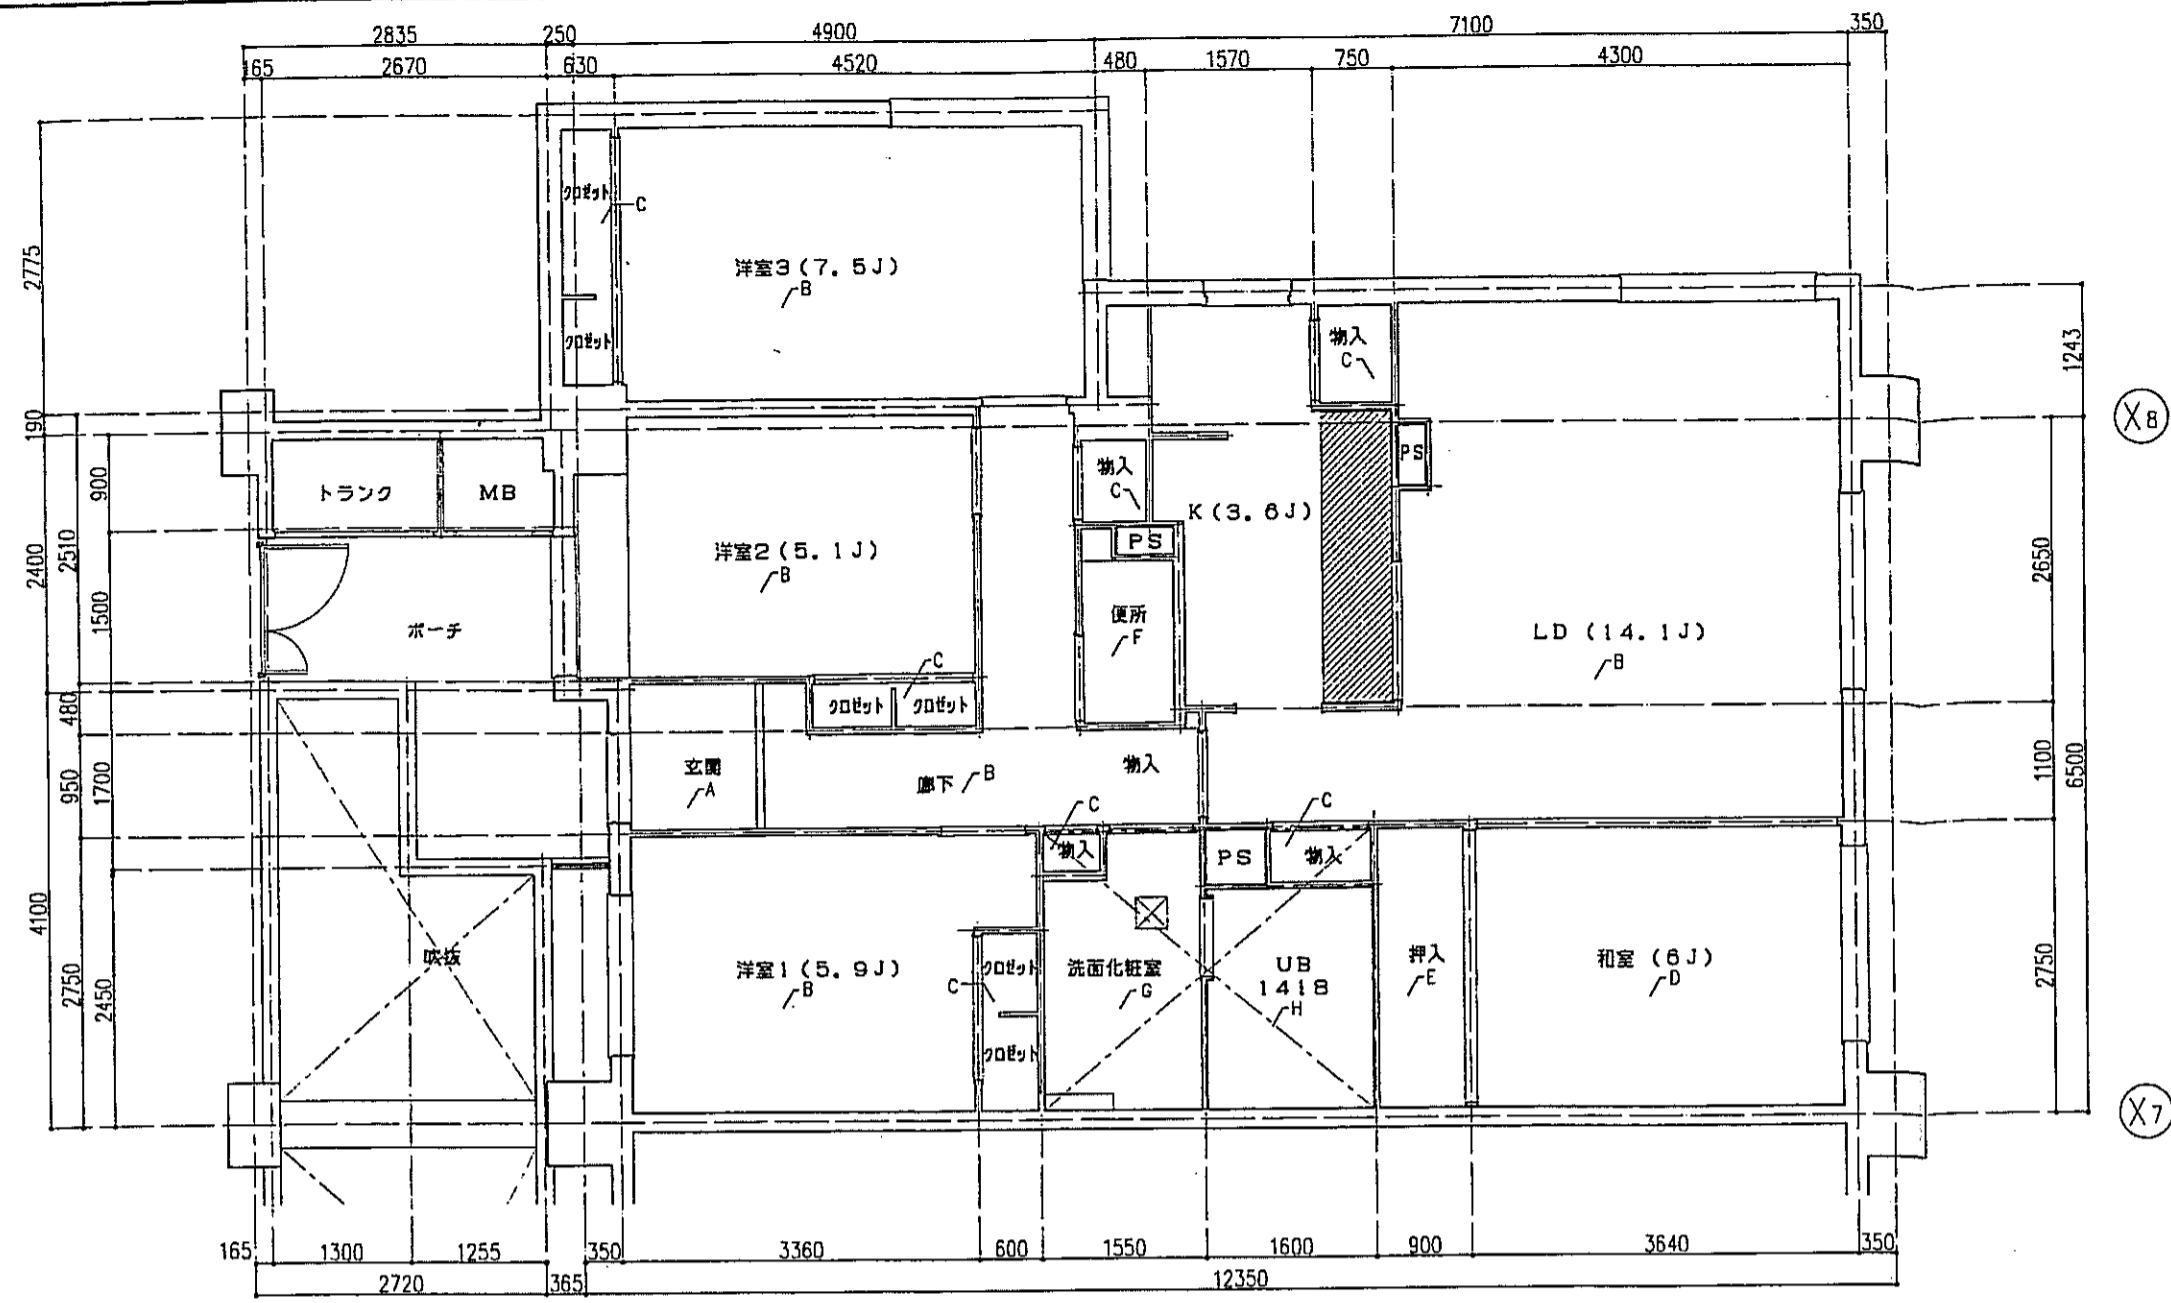 2835
250
4900
7100
350
165
2670
630
4520
480
1570
750
4300
2775
190
2400
4100
2510
480
950
2750
900
1500
1700
2450
クロゼット
C
クロゼット
洋室3(7.5J)
B
物入
C
1243
X8
トランク
MB
物入
C
PS
K(3.6J)
PS
洋室2(5.1J)
B
便所
F
ポーチ
LD (14.1J)
B
2650
C
クロゼット
クロゼット
玄関
A
廊下
B
物入
1100
6500
C
C
物入
PS
物入
吹抜
洋室1(5.9J)
B
クロゼット
C
クロゼット
洗面化粧室
G
UB
1418
H
押入
E
和室 (6J)
D
2750
X7
165
1300
1255
350
3360
600
1550
1600
900
3640
350
2720
365
12350